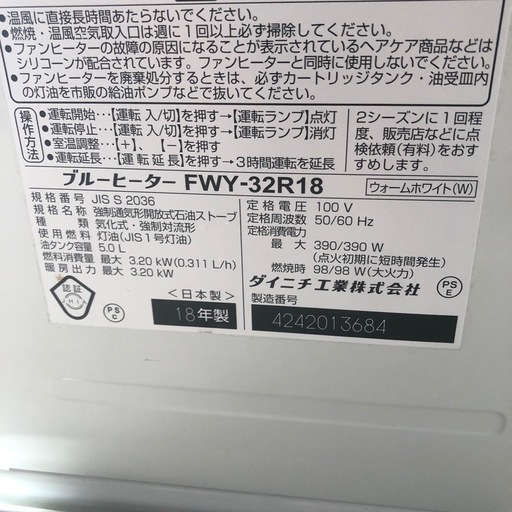 ●温風に直接長時間あたらないでください。
●燃焼・温風空気取入口は週に1回以上必ず掃除してください。
●ファンヒーターの故障の原因になることが表示されているヘアケア商品などは
シリコーンが配合されています。ファンヒーターと同時に使用しないでください。
●ファンヒーターを廃棄処分するときは、必ずカートリッジタンク・油受皿内
の灯油を市販の給油ポンプなどで抜いてください。
操作方法
●運転開始…【運転 入/切】を押す→【運転ランプ】点灯
●運転停止…【運転 入/切】を押す→【運転ランプ】消灯
●室温調節…【+】、【−】を押す
●運転延長…【運転延長】を押す→3時間運転を延長
2シーズンに1回程
度、販売店などに点
検依頼(有料)をおす
すめします。
ブルーヒーター FWY-32R18
ウォームホワイト(W)
規格番号 JIS S 2036
種類 強制通気形開放式石油ストーブ
気化式・強制対流形
使用燃料 灯油(JIS1号灯油)
油タンク容量 5.0 L
燃料消費量 最大 3.20 kW(0.311 L/h)
暖房出力 最大 3.20 kW
定格電圧 100 V
定格周波数 50/60 Hz
定格消費電力
最大 390/390 W
(点火初期に短時間発生)
燃焼時 98/98 W(大火力)
認証
JHIA
PS
C
<日本製>
18年製
ダイニチ工業株式会社
PS
E
製造番号
4242013684